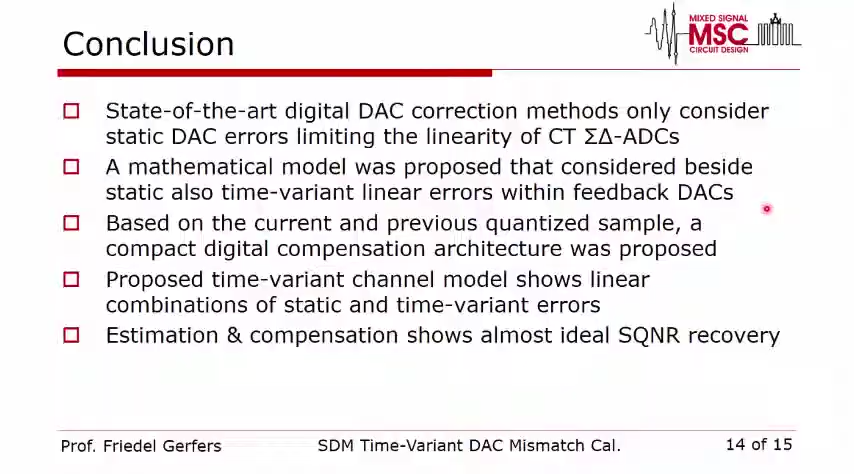 Conclusion
MIXED SIGNAL
MSC
CIRCUIT DESIGN
State-of-the-art digital DAC correction methods only consider
static DAC errors limiting the linearity of CT ΣΔ-ADCs
A mathematical model was proposed that considered beside
static also time-variant linear errors within feedback DACs
Based on the current and previous quantized sample, a
compact digital compensation architecture was proposed
Proposed time-variant channel model shows linear
combinations of static and time-variant errors
Estimation & compensation shows almost ideal SQNR recovery
Prof. Friedel Gerfers SDM Time-Variant DAC Mismatch Cal. 14 of 15